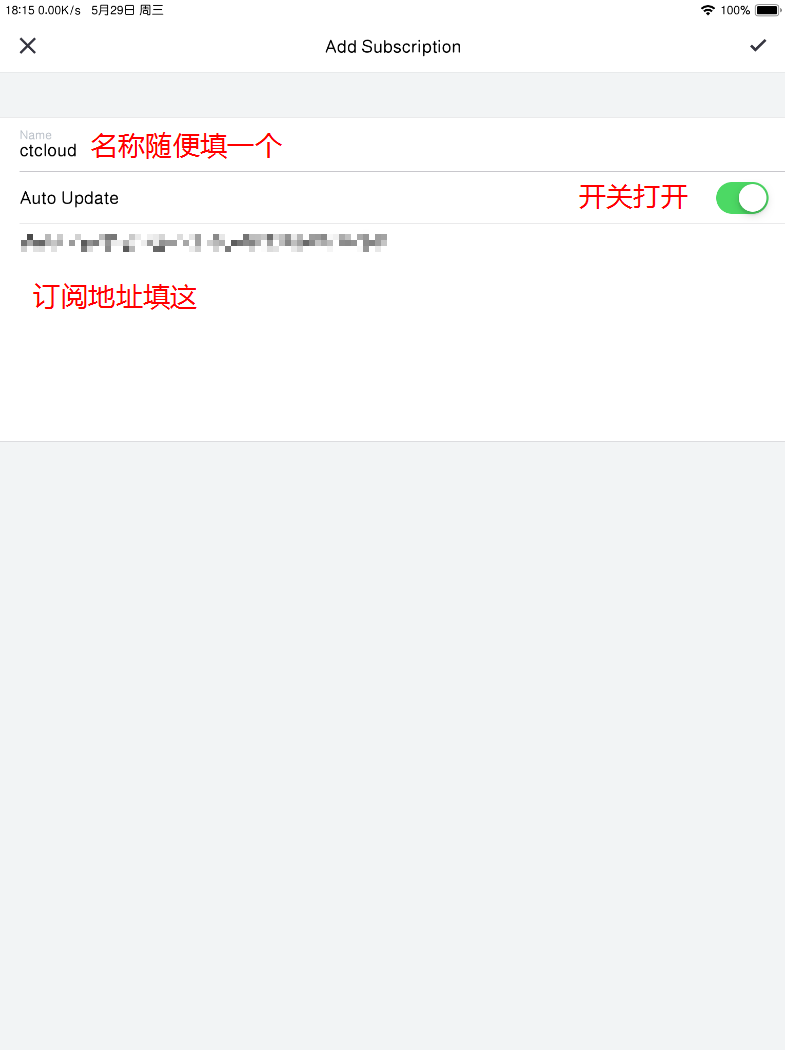 18:15 0.00K/s 5月29日 周三 100%
Add Subscription
Name
ctcloud 名称随便填一个
Auto Update 开关打开
订阅地址填这